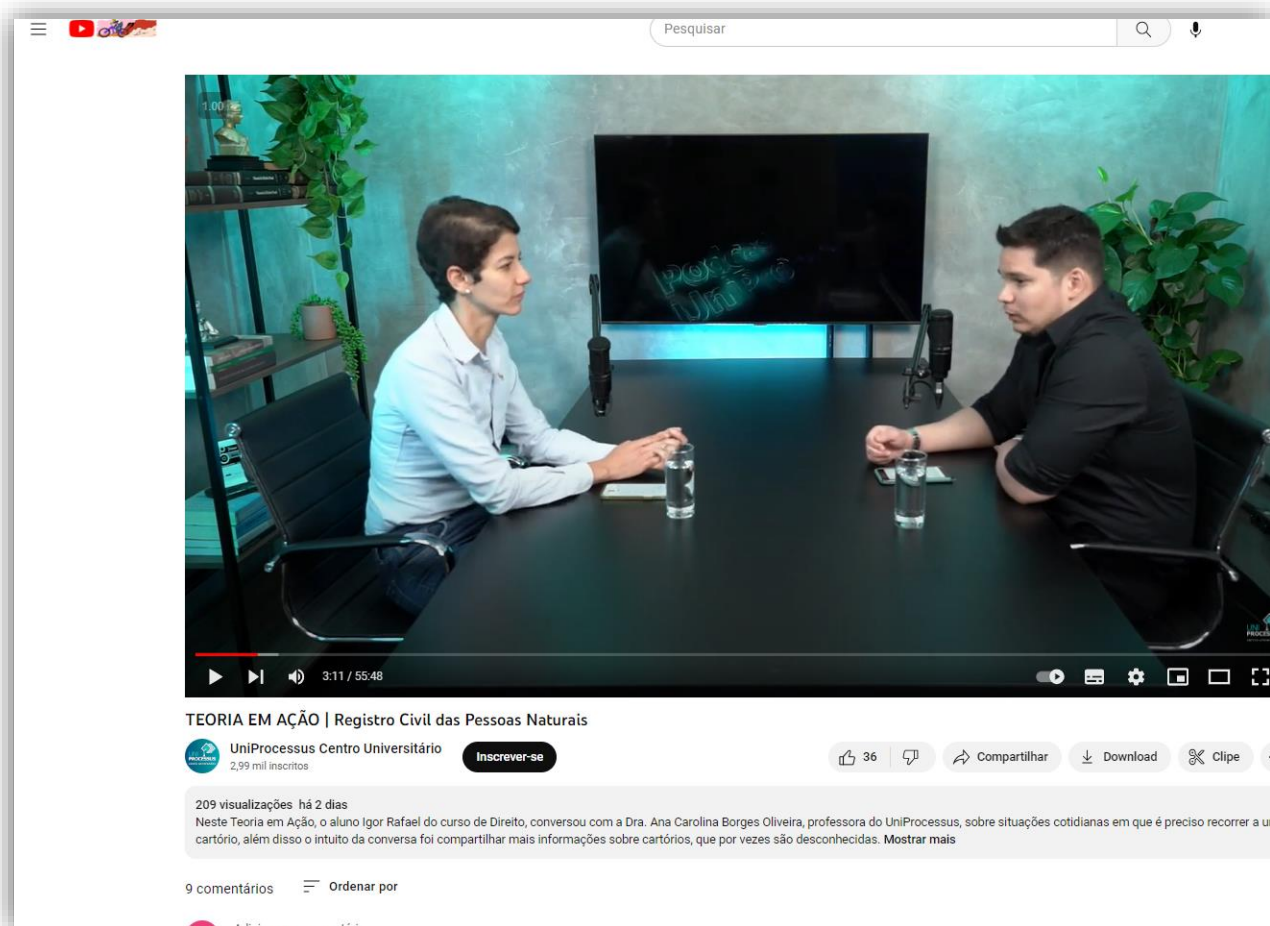 Pesquisar
1.00
UNI
PROCESSUS
3:11 / 55:48
TEORIA EM AÇÃO | Registro Civil das Pessoas Naturais
UniProcessus Centro Universitário
2,99 mil inscritos
Inscrever-se
36
Compartilhar
Download
Clipe
209 visualizações há 2 dias
Neste Teoria em Ação, o aluno Igor Rafael do curso de Direito, conversou com a Dra. Ana Carolina Borges Oliveira, professora do UniProcessus, sobre situações cotidianas em que é preciso recorrer a
cartório, além disso o intuito da conversa foi compartilhar mais informações sobre cartórios, que por vezes são desconhecidas. Mostrar mais
9 comentários
Ordenar por